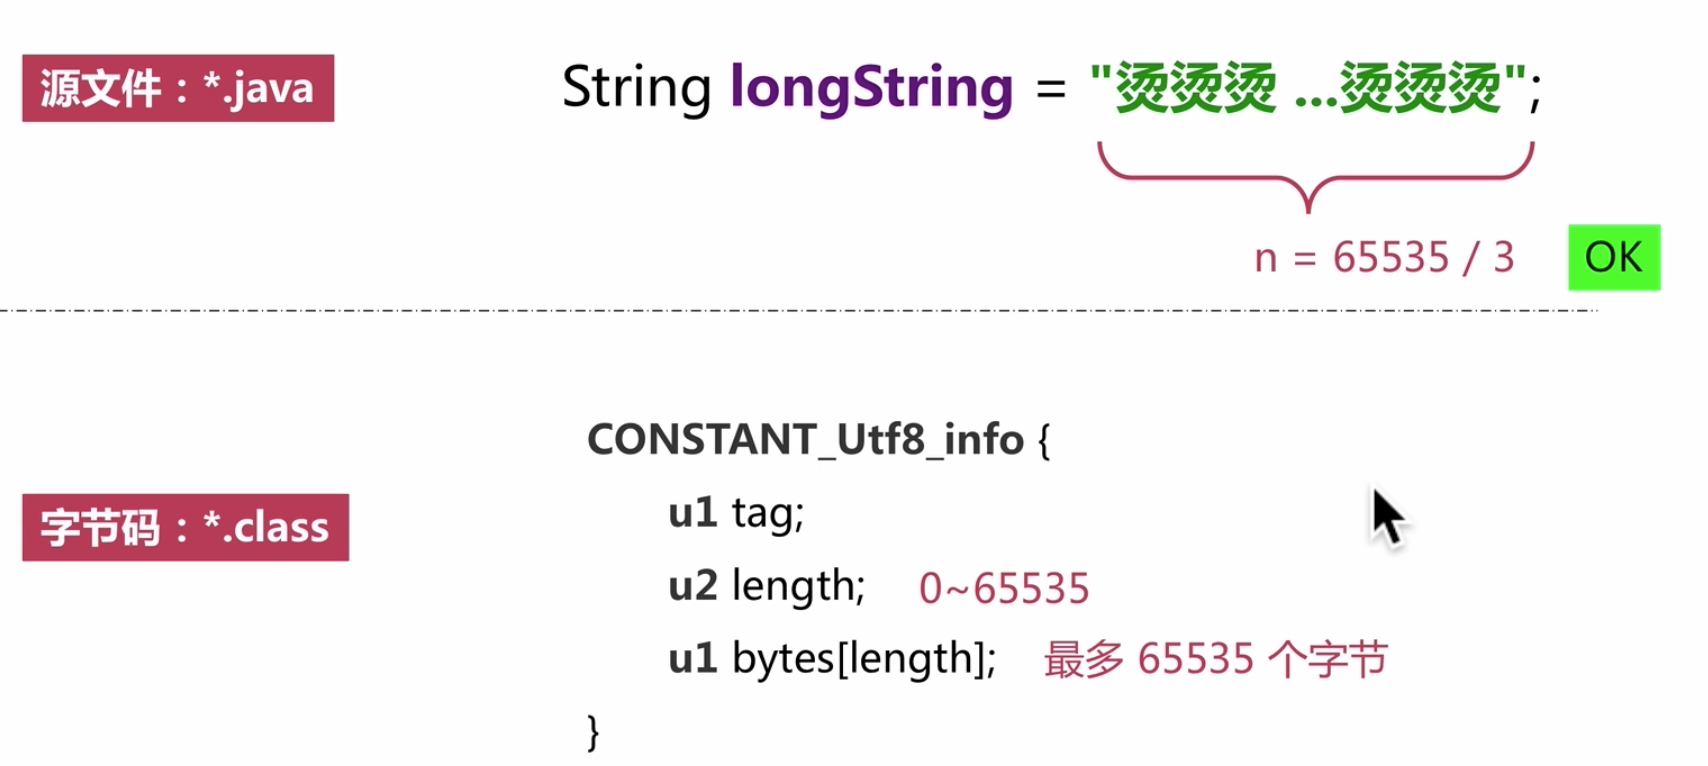 源文件：*.java
String longString = "烫烫烫 ...烫烫烫";
n = 65535 / 3
OK
CONSTANT_Utf8_info {
u1 tag;
字节码：*.class
u2 length; 0~65535
u1 bytes[length]; 最多 65535 个字节
}